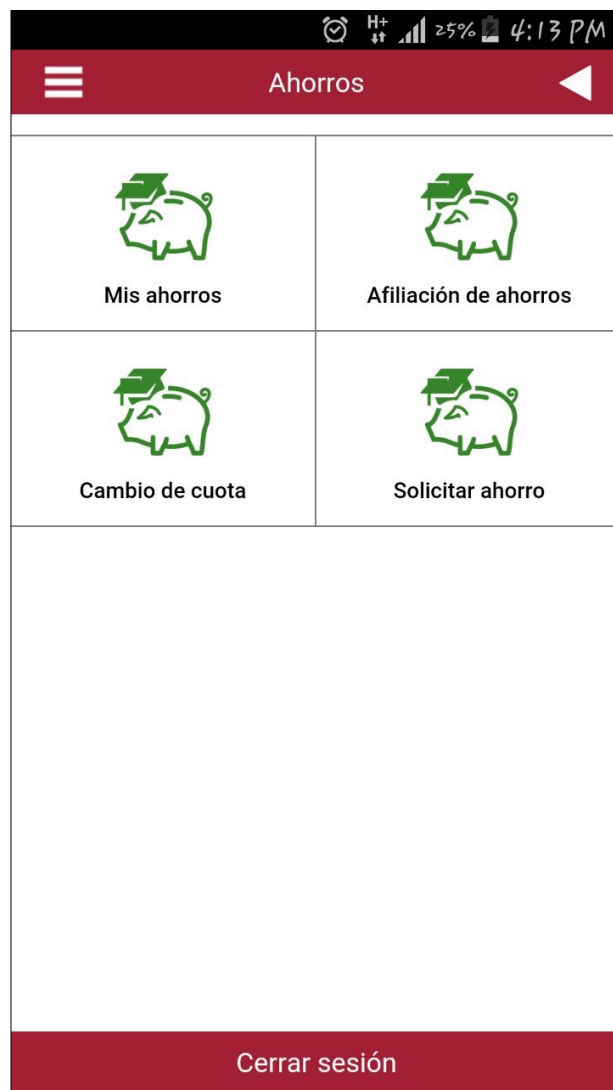 H+ 25% 4:13 PM
Ahorros
Mis ahorros
Afiliación de ahorros
Cambio de cuota
Solicitar ahorro
Cerrar sesión